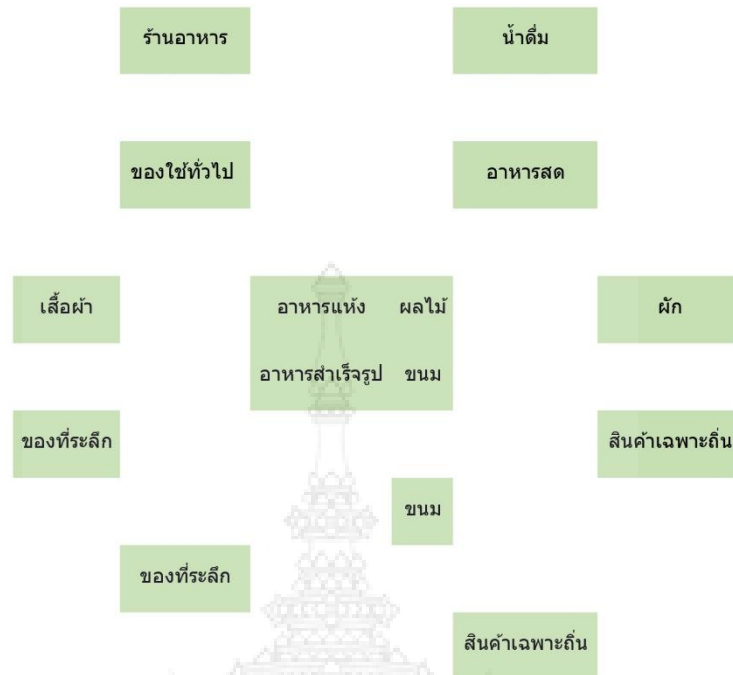 ร้านอาหาร น้ำดื่ม
ของใช้ทั่วไป อาหารสด
เสื้อผ้า อาหารแห้ง ผลไม้ ผัก
อาหารสำเร็จรูป ขนม
ของที่ระลึก สินค้าเฉพาะถิ่น
ขนม
ของที่ระลึก
สินค้าเฉพาะถิ่น